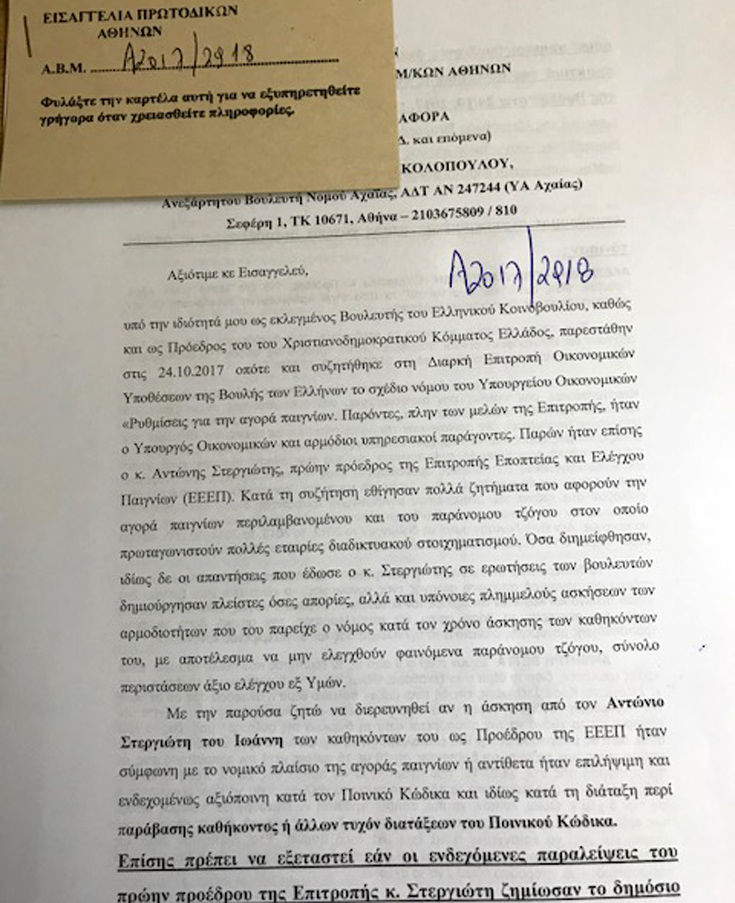 ΕΙΣΑΓΓΕΛΙΑ ΠΡΩΤΟΔΙΚΩΝ
ΑΘΗΝΩΝ
Α.Β.Μ. Α2017/2918
Φυλάξτε την καρτέλα αυτή για να εξυπηρετηθείτε
γρήγορα όταν χρειασθείτε πληροφορίες.
Ν
Μ/ΚΩΝ ΑΘΗΝΩΝ
ΑΦΟΡΑ
Δ. και επόμενα)
ΚΟΛΟΠΟΥΛΟΥ,
Ανεξάρτητου Βουλευτή Νομού Αχαΐας, ΑΔΤ ΑΝ 247244 (ΥΑ Αχαίας)
Σεφέρη 1, ΤΚ 10671, Αθήνα – 2103675809 / 810
Αξιότιμε κε Εισαγγελεύ,
Α2017/2918
υπό την ιδιότητά μου ως εκλεγμένος Βουλευτής του Ελληνικού Κοινοβουλίου, καθώς
και ως Πρόεδρος του του Χριστιανοδημοκρατικού Κόμματος Ελλάδος, παρεστάθην
στις 24.10.2017 οπότε και συζητήθηκε στη Διαρκή Επιτροπή Οικονομικών
Υποθέσεων της Βουλής των Ελλήνων το σχέδιο νόμου του Υπουργείου Οικονομικών
«Ρυθμίσεις για την αγορά παιγνίων. Παρόντες, πλην των μελών της Επιτροπής, ήταν
ο Υπουργός Οικονομικών και αρμόδιοι υπηρεσιακοί παράγοντες. Παρών ήταν επίσης
ο κ. Αντώνης Στεργιώτης, πρώην πρόεδρος της Επιτροπής Εποπτείας και Ελέγχου
Παιγνίων (ΕΕΕΠ). Κατά τη συζήτηση εθίγησαν πολλά ζητήματα που αφορούν την
αγορά παιγνίων περιλαμβανομένου και του παράνομου τζόγου στον οποίο
πρωταγωνιστούν πολλές εταιρίες διαδικτυακού στοιχηματισμού. Όσα διημείφθησαν,
ιδίως δε οι απαντήσεις που έδωσε ο κ. Στεργιώτης σε ερωτήσεις των βουλευτών
δημιούργησαν πλείστες όσες απορίες, αλλά και υπόνοιες πλημμελούς ασκήσεων των
αρμοδιοτήτων που του παρείχε ο νόμος κατά τον χρόνο άσκησης των καθηκόντων
του, με αποτέλεσμα να μην ελεγχθούν φαινόμενα παράνομου τζόγου, σύνολο
περιστάσεων άξιο ελέγχου εξ Υμών.
Με την παρούσα ζητώ να διερευνηθεί αν η άσκηση από τον Αντώνιο
Στεργιώτη του Ιωάννη των καθηκόντων του ως Προέδρου της ΕΕΕΠ ήταν
σύμφωνη με το νομικό πλαίσιο της αγοράς παιγνίων ή αντίθετα ήταν επιλήψιμη και
ενδεχομένως αξιόποινη κατά τον Ποινικό Κώδικα και ιδίως κατά τη διάταξη περί
παράβασης καθήκοντος ή άλλων τυχόν διατάξεων του Ποινικού Κώδικα.
Επίσης πρέπει να εξεταστεί εάν οι ενδεχόμενες παραλείψεις του
πρώην προέδρου της Επιτροπής κ. Στεργιώτη ζημίωσαν το δημόσιο